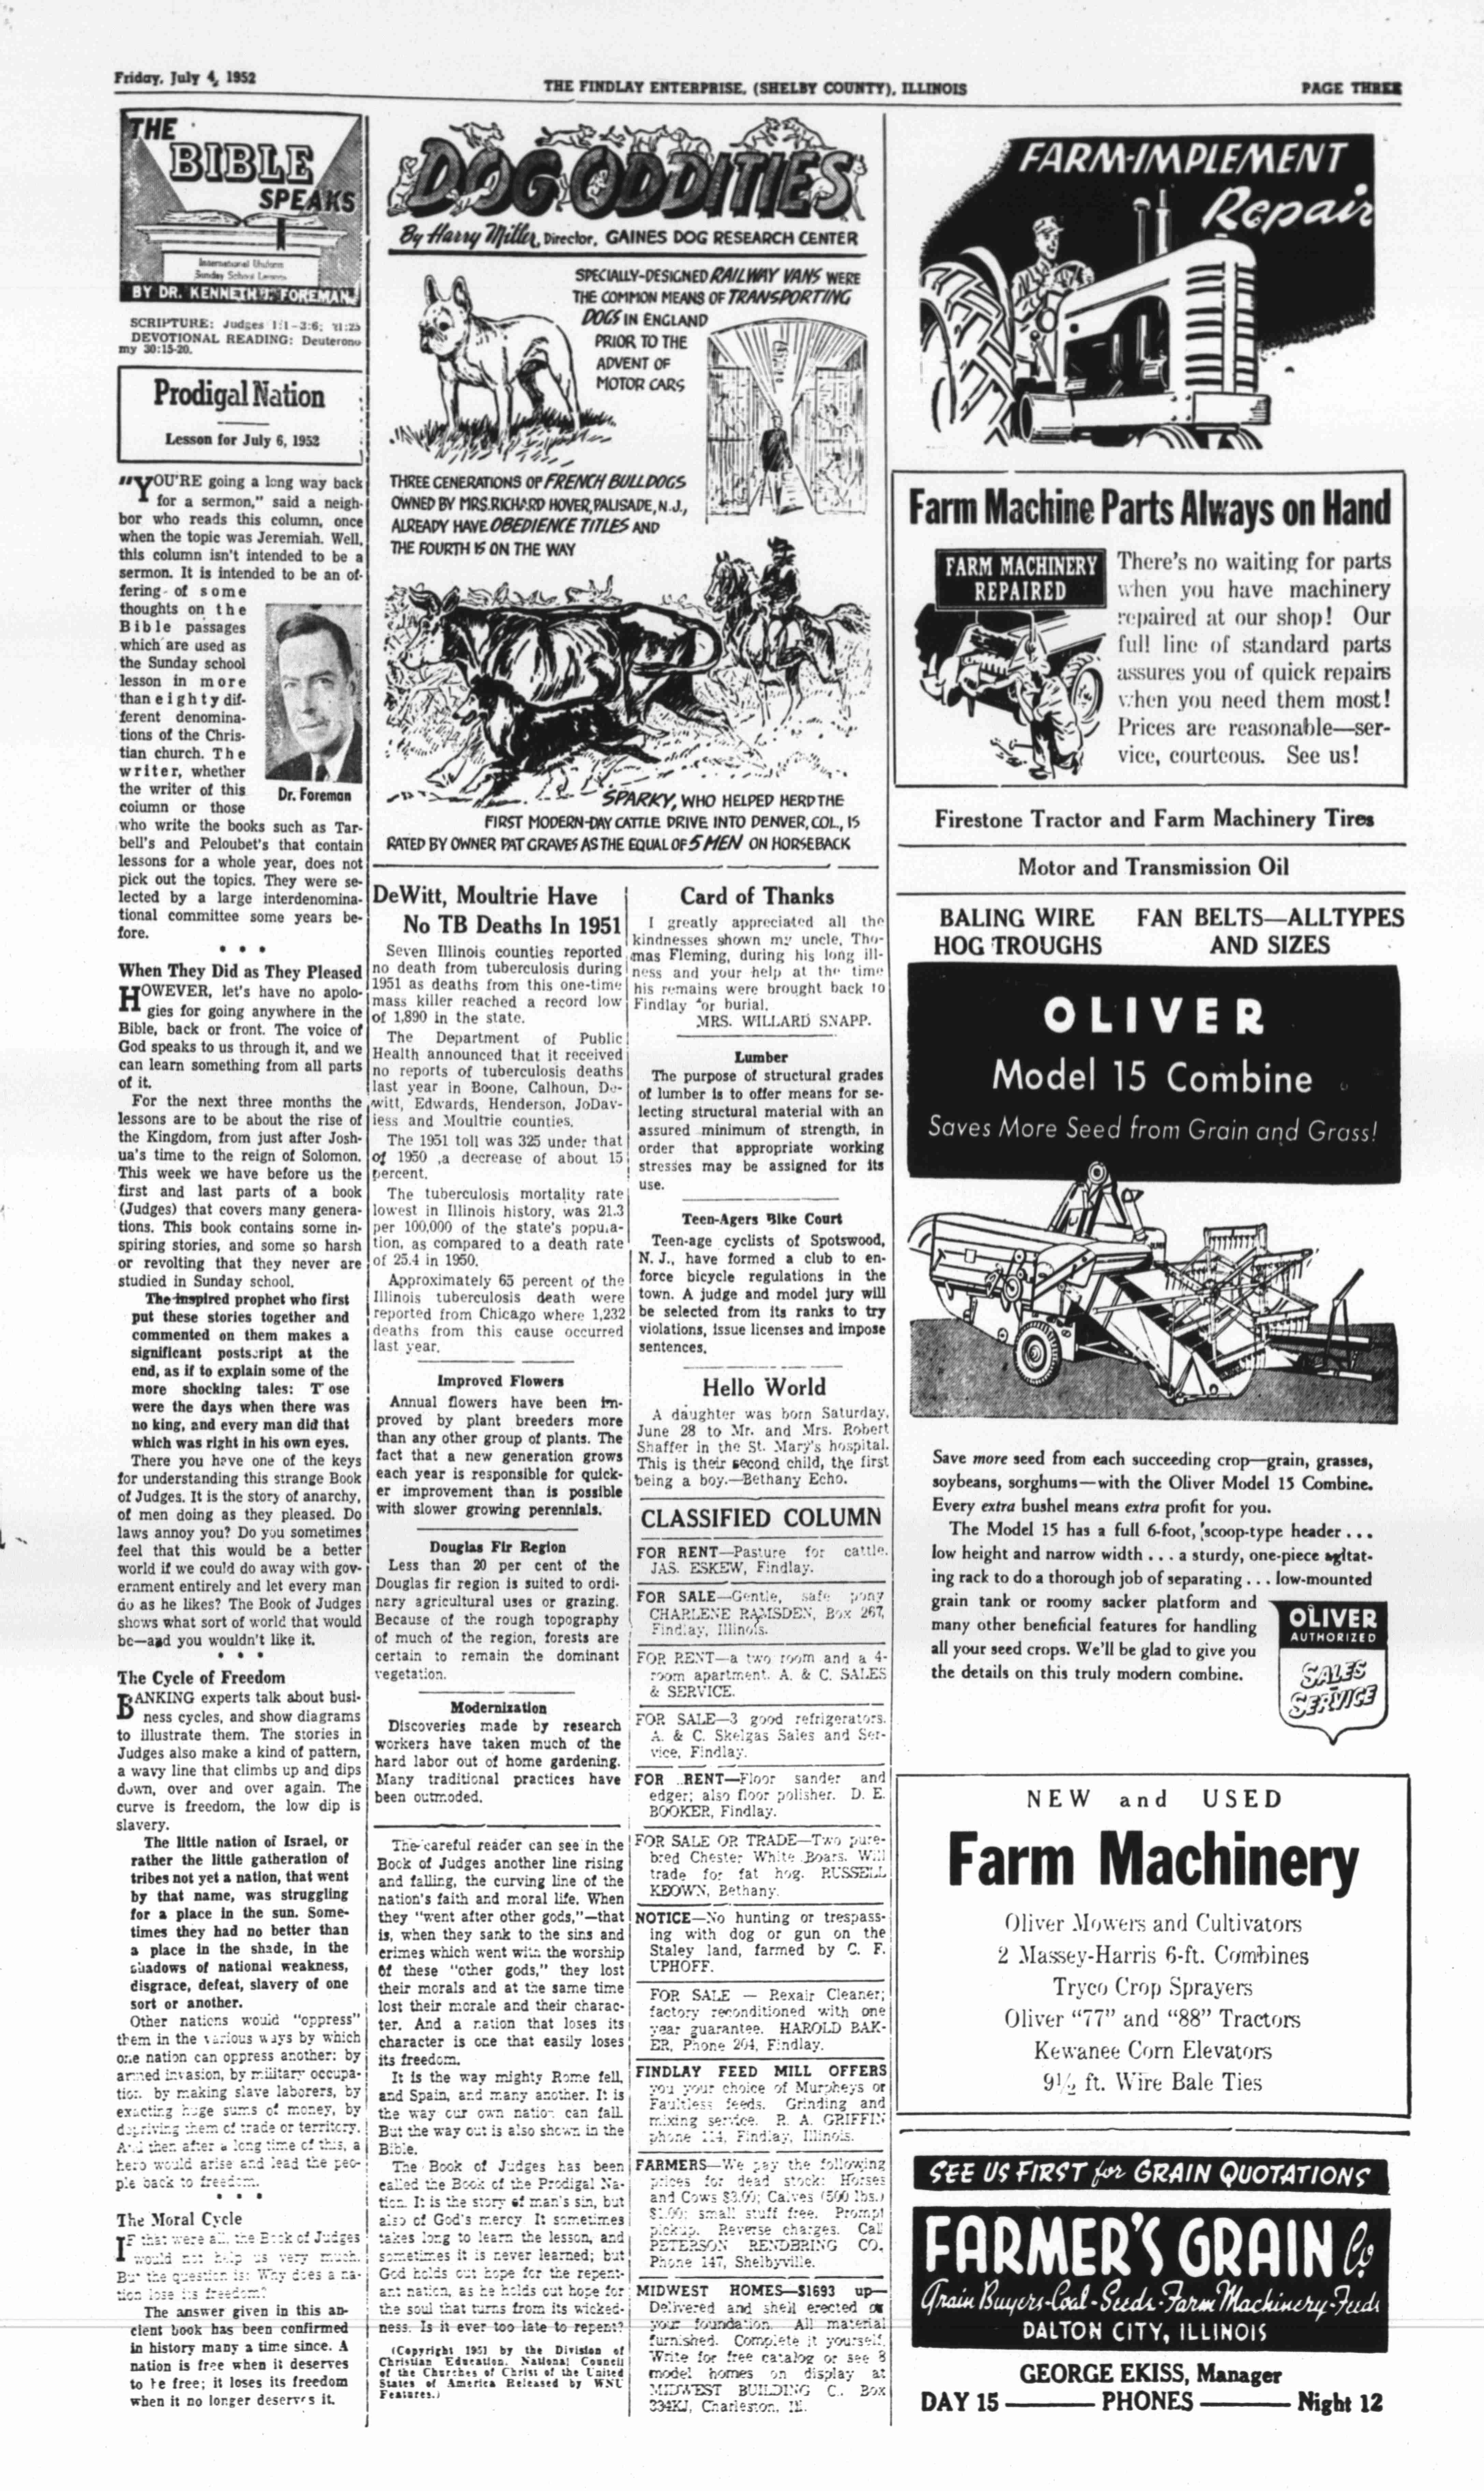 Friday, July 4, 1952
THE FINDLAY ENTERPRISE, (SHELBY COUNTY), ILLINOIS
PAGE THREE
THE
BIBLE
SPEAKS
International Uniform
Sunday School Lessons
BY DR. KENNETH J. FOREMAN
SCRIPTURE: Judges 1:1-3:6;
DEVOTIONAL READING: Deuterono-
my 30:15-20.
Prodigal Nation
Lesson for July 6, 1952
"YOU'RE going a long way back
for a sermon," said a neigh-
bor who reads this column, once
when the topic was Jeremiah. Well,
this column isn't intended to be a
sermon. It is intended to be an of-
fering of some
thoughts on the
Bible passages
which are used as
the Sunday school
lesson in more
than eighty dif-
ferent denomina-
tions of the Chris-
tian church. The
writer, whether
the writer of this
column or those
Dr. Foreman
who write the books such as Tar-
bell's and Peloubet's that contain
lessons for a whole year, does not
pick out the topics. They were se-
lected by a large interdenomina-
tional committee some years be-
fore.
• • •
When They Did as They Pleased
HOWEVER, let's have no apolo-
gies for going anywhere in the
Bible, back or front. The voice of
God speaks to us through it, and we
can learn something from all parts
of it.
For the next three months the
lessons are to be about the rise of
the Kingdom, from just after Josh-
ua's time to the reign of Solomon.
This week we have before us the
first and last parts of a book
(Judges) that covers many genera-
tions. This book contains some in-
spiring stories, and some so harsh
or revolting that they never are
studied in Sunday school.
The inspired prophet who first
put these stories together and
commented on them makes a
significant postscript at the
end, as if to explain some of the
more shocking tales: T ose
were the days when there was
no king, and every man did that
which was right in his own eyes.
There you have one of the keys
for understanding this strange Book
of Judges. It is the story of anarchy,
of men doing as they pleased. Do
laws annoy you? Do you sometimes
feel that this would be a better
world if we could do away with gov-
ernment entirely and let every man
do as he likes? The Book of Judges
shows what sort of world that would
be—and you wouldn't like it.
• • •
The Cycle of Freedom
BANKING experts talk about busi-
ness cycles, and show diagrams
to illustrate them. The stories in
Judges also make a kind of pattern,
a wavy line that climbs up and dips
down, over and over again. The
curve is freedom, the low dip is
slavery.
The little nation of Israel, or
rather the little gatheration of
tribes not yet a nation, that went
by that name, was struggling
for a place in the sun. Some-
times they had no better than
a place in the shade, in the
shadows of national weakness,
disgrace, defeat, slavery of one
sort or another.
Other nations would "oppress"
them in the various ways by which
one nation can oppress another: by
armed invasion, by military occupa-
tion, by making slave laborers, by
exacting huge sums of money, by
depriving them of trade or territory.
And then after a long time of this, a
hero would arise and lead the peo-
ple back to freedom.
• • •
The Moral Cycle
IF that were all, the Book of Judges
would not help us very much.
But the question is: Why does a na-
tion lose its freedom?
The answer given in this an-
cient book has been confirmed
in history many a time since. A
nation is free when it deserves
to be free; it loses its freedom
when it no longer deserves it.
DOG ODDITIES
By Harry Miller, Director, GAINES DOG RESEARCH CENTER
SPECIALLY-DESIGNED RAILWAY VANS WERE
THE COMMON MEANS OF TRANSPORTING
DOGS IN ENGLAND
PRIOR TO THE
ADVENT OF
MOTOR CARS
THREE GENERATIONS OF FRENCH BULLDOGS
OWNED BY MRS. RICHARD HOVER, PALISADE, N.J.,
ALREADY HAVE OBEDIENCE TITLES AND
THE FOURTH IS ON THE WAY
SPARKY, WHO HELPED HERD THE
FIRST MODERN-DAY CATTLE DRIVE INTO DENVER, COL., IS
RATED BY OWNER PAT GRAVES AS THE EQUAL OF 5 MEN ON HORSEBACK
DeWitt, Moultrie Have
No TB Deaths In 1951
Seven Illinois counties reported
no death from tuberculosis during
1951 as deaths from this one-time
mass killer reached a record low
of 1,890 in the state.
The Department of Public
Health announced that it received
no reports of tuberculosis deaths
last year in Boone, Calhoun, De-
witt, Edwards, Henderson, JoDav-
iess and Moultrie counties.
The 1951 toll was 325 under that
of 1950 ,a decrease of about 15
percent.
The tuberculosis mortality rate
lowest in Illinois history, was 21.3
per 100,000 of the state's popula-
tion, as compared to a death rate
of 25.4 in 1950.
Approximately 65 percent of the
Illinois tuberculosis death were
reported from Chicago where 1,232
deaths from this cause occurred
last year.
Improved Flowers
Annual flowers have been im-
proved by plant breeders more
than any other group of plants. The
fact that a new generation grows
each year is responsible for quick-
er improvement than is possible
with slower growing perennials.
Douglas Fir Region
Less than 20 per cent of the
Douglas fir region is suited to ordi-
nary agricultural uses or grazing.
Because of the rough topography
of much of the region, forests are
certain to remain the dominant
vegetation.
Modernization
Discoveries made by research
workers have taken much of the
hard labor out of home gardening.
Many traditional practices have
been outmoded.
The careful reader can see in the
Book of Judges another line rising
and falling, the curving line of the
nation's faith and moral life. When
they "went after other gods,"—that
is, when they sank to the sins and
crimes which went with the worship
of these "other gods," they lost
their morals and at the same time
lost their morale and their charac-
ter. And a nation that loses its
character is one that easily loses
its freedom.
It is the way mighty Rome fell,
and Spain, and many another. It is
the way our own nation can fall.
But the way out is also shown in the
Bible.
The Book of Judges has been
called the Book of the Prodigal Na-
tion. It is the story of man's sin, but
also of God's mercy It sometimes
takes long to learn the lesson, and
sometimes it is never learned; but
God holds out hope for the repent-
ant nation, as he holds out hope for
the soul that turns from its wicked-
ness. Is it ever too late to repent?
(Copyright 1951 by the Division of
Christian Education, National Council
of the Churches of Christ of the United
States of America Released by WNU
Features.)
Card of Thanks
I greatly appreciated all the
kindnesses shown my uncle, Tho-
mas Fleming, during his long ill-
ness and your help at the time
his remains were brought back to
Findlay for burial.
MRS. WILLARD SNAPP.
Lumber
The purpose of structural grades
of lumber is to offer means for se-
lecting structural material with an
assured minimum of strength, in
order that appropriate working
stresses may be assigned for its
use.
Teen-Agers Bike Court
Teen-age cyclists of Spotswood,
N. J., have formed a club to en-
force bicycle regulations in the
town. A judge and model jury will
be selected from its ranks to try
violations, issue licenses and impose
sentences.
Hello World
A daughter was born Saturday,
June 28 to Mr. and Mrs. Robert
Shaffer in the St. Mary's hospital.
This is their second child, the first
being a boy.—Bethany Echo.
CLASSIFIED COLUMN
FOR RENT—Pasture for cattle.
JAS. ESKEW, Findlay.
FOR SALE—Gentle, safe pony
CHARLENE RAMSDEN, Box 267,
Findlay, Illinois.
FOR RENT—a two room and a 4-
room apartment. A. & C. SALES
& SERVICE.
FOR SALE—3 good refrigerators.
A. & C. Skelgas Sales and Ser-
vice, Findlay.
FOR RENT—Floor sander and
edger; also floor polisher. D. E.
BOOKER, Findlay.
FOR SALE OR TRADE—Two pure-
bred Chester White Boars. Will
trade for fat hog. RUSSELL
KEOWN, Bethany.
NOTICE—No hunting or trespass-
ing with dog or gun on the
Staley land, farmed by C. F.
UPHOFF.
FOR SALE — Rexair Cleaner;
factory reconditioned with one
year guarantee. HAROLD BAK-
ER, Phone 204, Findlay.
FINDLAY FEED MILL OFFERS
you your choice of Murpheys or
Faultless feeds. Grinding and
mixing service. R. A. GRIFFIN
phone 114, Findlay, Illinois.
FARMERS—We pay the following
prices for dead stock: Horses
and Cows $3.00; Calves (500 lbs.)
$1.00; small stuff free. Prompt
pickup. Reverse charges. Call
PETERSON RENDERING CO.
Phone 147, Shelbyville.
MIDWEST HOMES—$1693 up—
Delivered and shell erected on
your foundation. All material
furnished. Complete it yourself.
Write for free catalog or see 8
model homes on display at
MIDWEST BUILDING C., Box
334KJ, Charleston, Ill.
FARM-IMPLEMENT
Repair
Farm Machine Parts Always on Hand
FARM MACHINERY
REPAIRED
There's no waiting for parts
when you have machinery
repaired at our shop! Our
full line of standard parts
assures you of quick repairs
when you need them most!
Prices are reasonable—ser-
vice, courteous. See us!
Firestone Tractor and Farm Machinery Tires
Motor and Transmission Oil
BALING WIRE FAN BELTS—ALLTYPES
HOG TROUGHS AND SIZES
OLIVER
Model 15 Combine
Saves More Seed from Grain and Grass!
Save more seed from each succeeding crop—grain, grasses,
soybeans, sorghums—with the Oliver Model 15 Combine.
Every extra bushel means extra profit for you.
The Model 15 has a full 6-foot, scoop-type header . . .
low height and narrow width . . . a sturdy, one-piece agitat-
ing rack to do a thorough job of separating . . . low-mounted
grain tank or roomy sacker platform and
many other beneficial features for handling
all your seed crops. We'll be glad to give you
the details on this truly modern combine.
OLIVER
AUTHORIZED
SALES
SERVICE
NEW and USED
Farm Machinery
Oliver Mowers and Cultivators
2 Massey-Harris 6-ft. Combines
Tryco Crop Sprayers
Oliver "77" and "88" Tractors
Kewanee Corn Elevators
9½ ft. Wire Bale Ties
SEE US FIRST for GRAIN QUOTATIONS
FARMER'S GRAIN Co.
Grain Buyers-Coal-Seeds-Farm Machinery-Feeds
DALTON CITY, ILLINOIS
GEORGE EKISS, Manager
DAY 15 —— PHONES —— Night 12